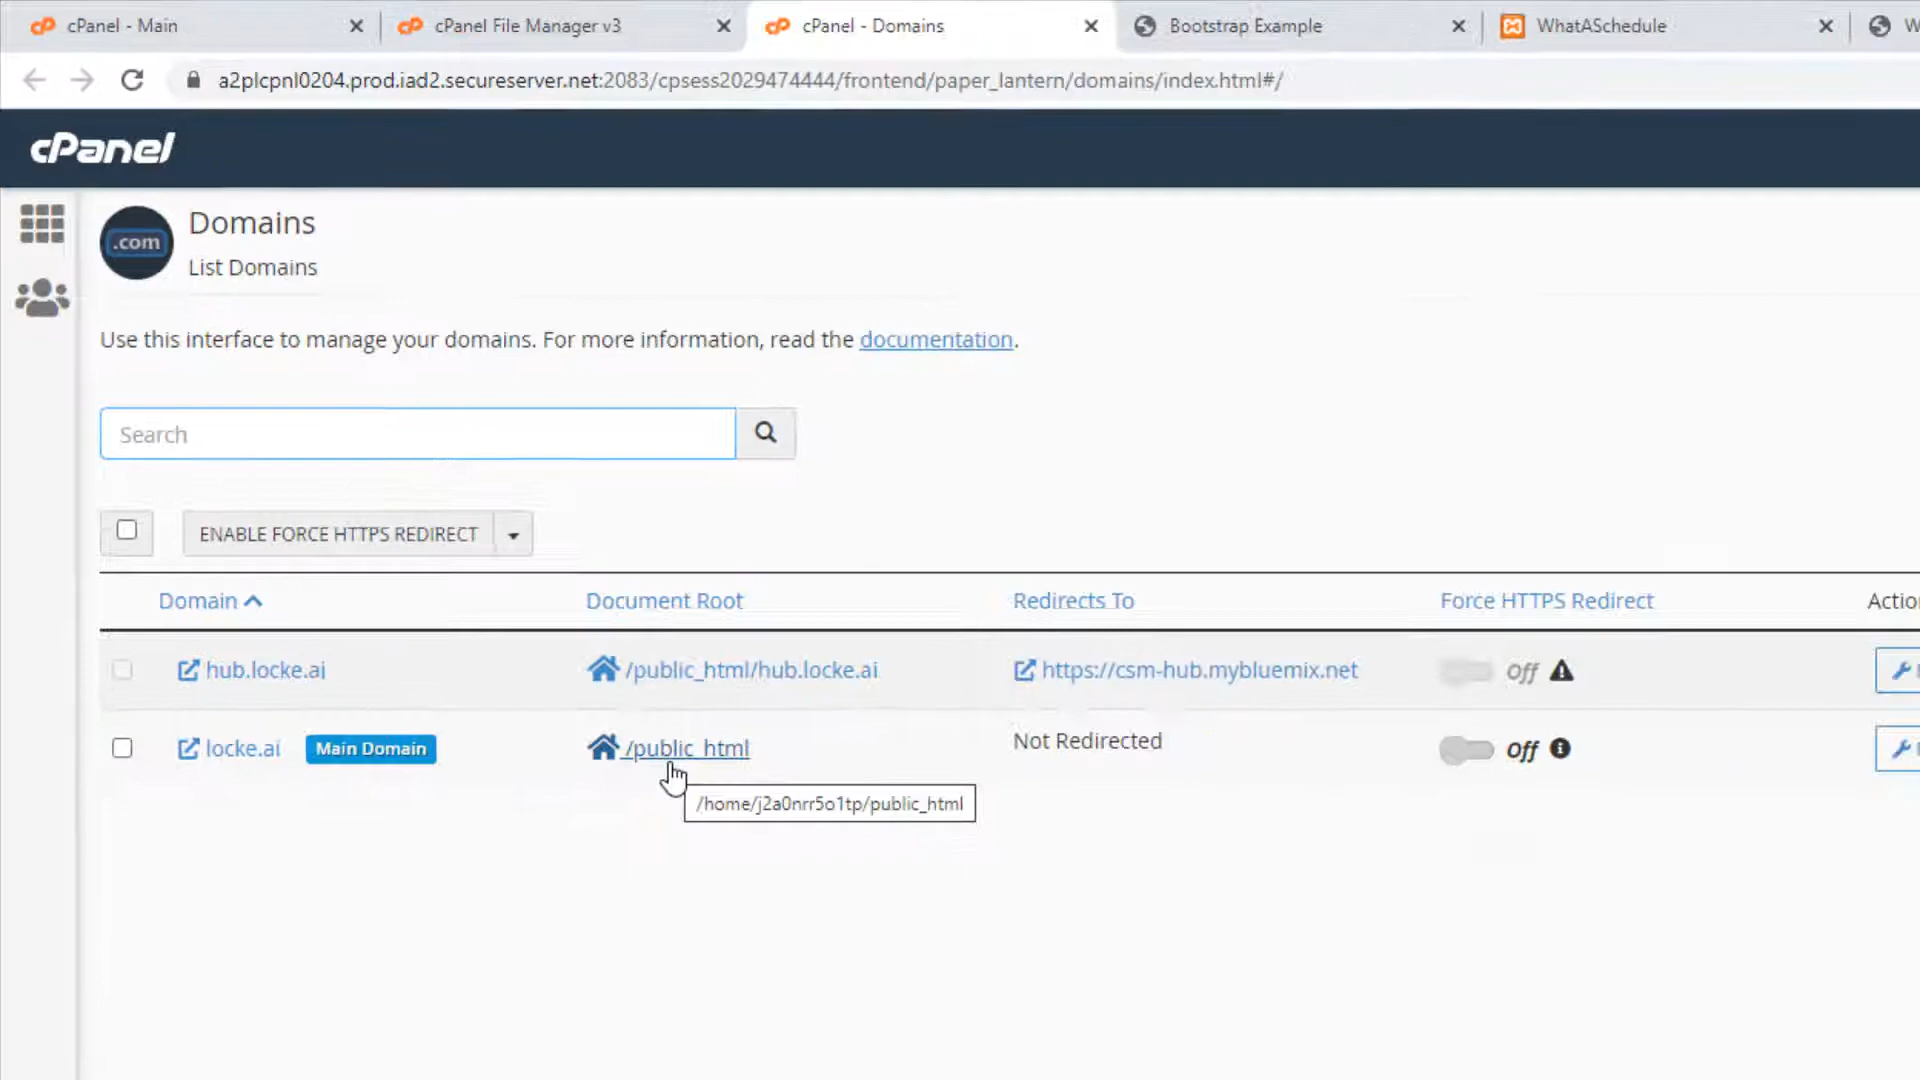 cPanel - Main
cPanel File Manager v3
cPanel - Domains
Bootstrap Example
WhatASchedule
a2plcpnl0204.prod.iad2.secureserver.net:2083/cpsess2029474444/frontend/paper_lantern/domains/index.html#/
cPanel
.com
Domains
List Domains
Use this interface to manage your domains. For more information, read the documentation.
Search
ENABLE FORCE HTTPS REDIRECT
Domain
Document Root
Redirects To
Force HTTPS Redirect
hub.locke.ai
/public_html/hub.locke.ai
https://csm-hub.mybluemix.net
Off
locke.ai
Main Domain
/public_html
Not Redirected
Off
/home/j2a0nrr5o1tp/public_html